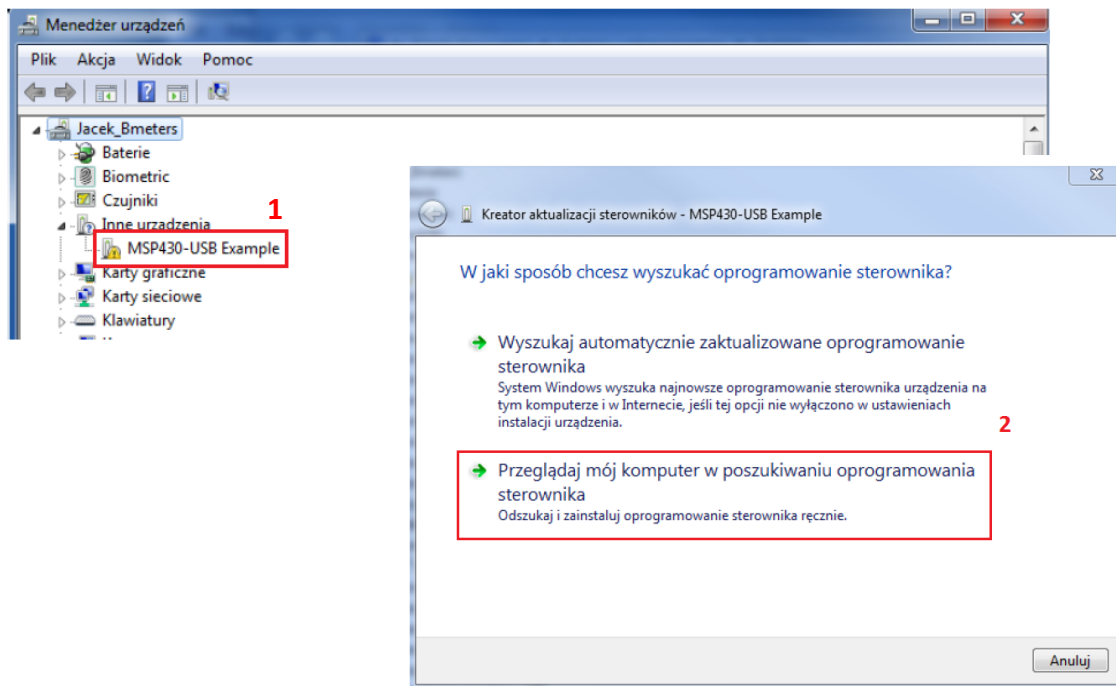 Menedżer urządzeń
Plik Akcja Widok Pomoc
Jacek_Bmeters
Baterie
Biometric
Czujniki
1
Inne urządzenia
MSP430-USB Example
Karty graficzne
Karty sieciowe
Klawiatury
Kreator aktualizacji sterowników - MSP430-USB Example
W jaki sposób chcesz wyszukać oprogramowanie sterownika?
Wyszukaj automatycznie zaktualizowane oprogramowanie
sterownika
System Windows wyszuka najnowsze oprogramowanie sterownika urządzenia na
tym komputerze i w Internecie, jeśli tej opcji nie wyłączono w ustawieniach
instalacji urządzenia.
2
Przeglądaj mój komputer w poszukiwaniu oprogramowania
sterownika
Odszukaj i zainstaluj oprogramowanie sterownika ręcznie.
Anuluj